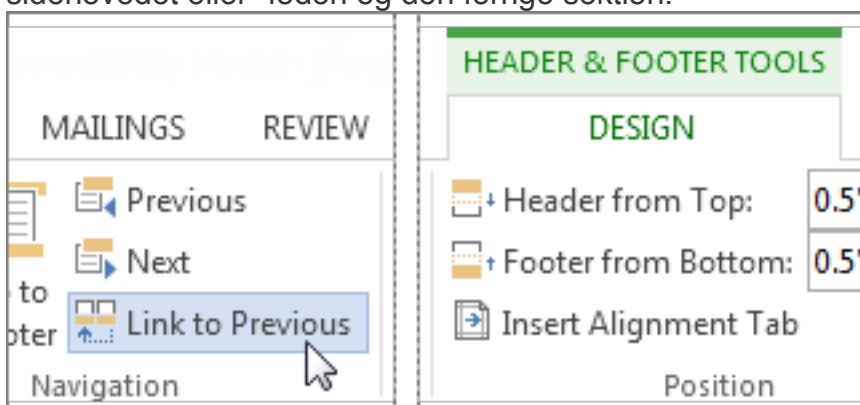 HEADER & FOOTER TOOLS
MAILINGS REVIEW DESIGN
Previous Header from Top: 0.5"
Next Footer from Bottom: 0.5"
to
Link to Previous Insert Alignment Tab
Navigation Position